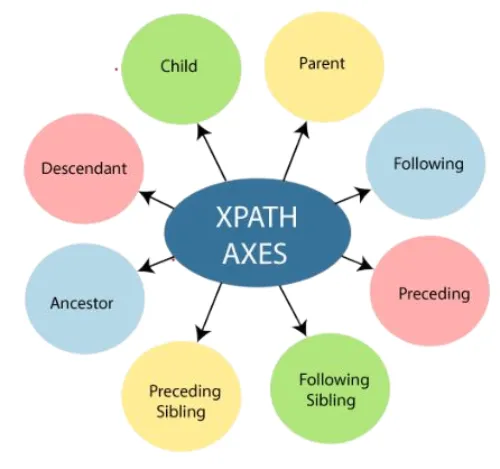 Child
Parent
Descendant
Following
XPATH
AXES
Ancestor
Preceding
Preceding
Sibling
Following
Sibling